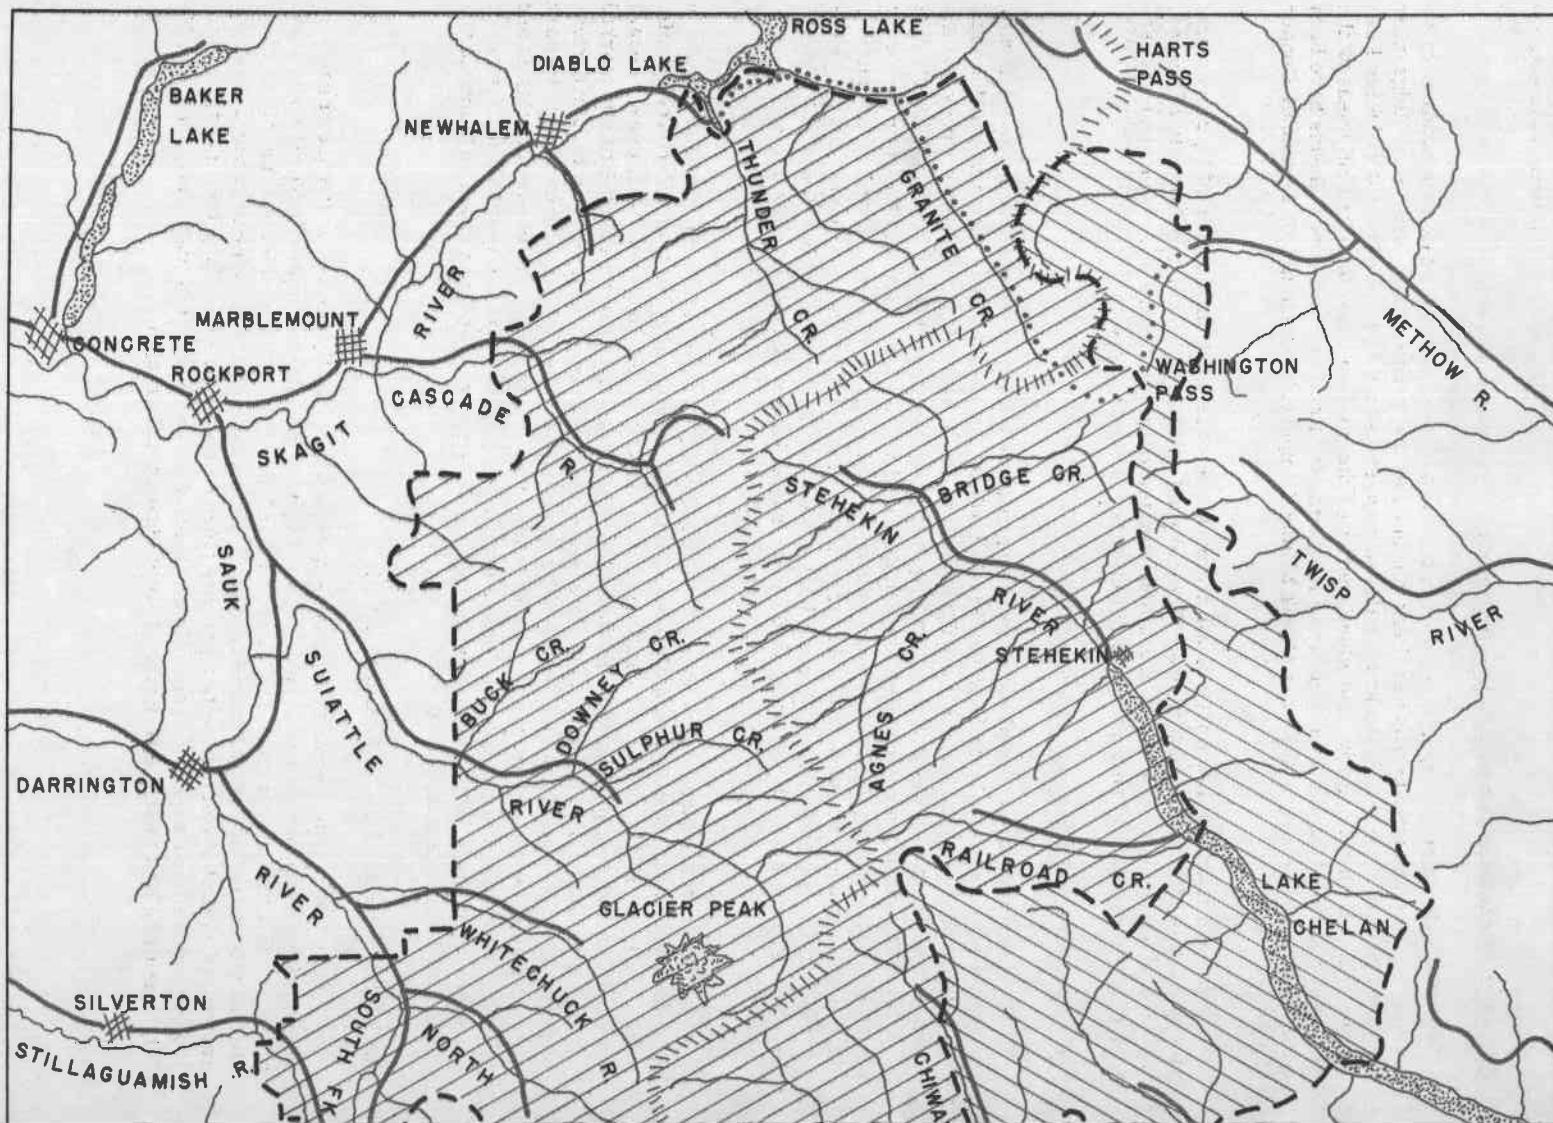 ROSS LAKE
DIABLO LAKE
HARTS
PASS
BAKER
LAKE
NEWHALEM
THUNDER
CR.
GRANITE
CR.
MARBLEMOUNT
RIVER
CONCRETE
ROCKPORT
CASCADE
R.
SKAGIT
WASHINGTON
PASS
METHOW
R.
STEHEKIN
RIVER
BRIDGE CR.
TWISP
RIVER
SAUK
SUIATTLE
BUCK
CR.
DOWNEY
CR.
SULPHUR
CR.
AGNES
CR.
STEHEKIN
DARRINGTON
RIVER
RIVER
RAILROAD
CR.
LAKE
CHELAN
GLACIER PEAK
WHITECHUCK
R.
SILVERTON
STILLAGUAMISH
R.
SOUTH FK
NORTH
CHIWA